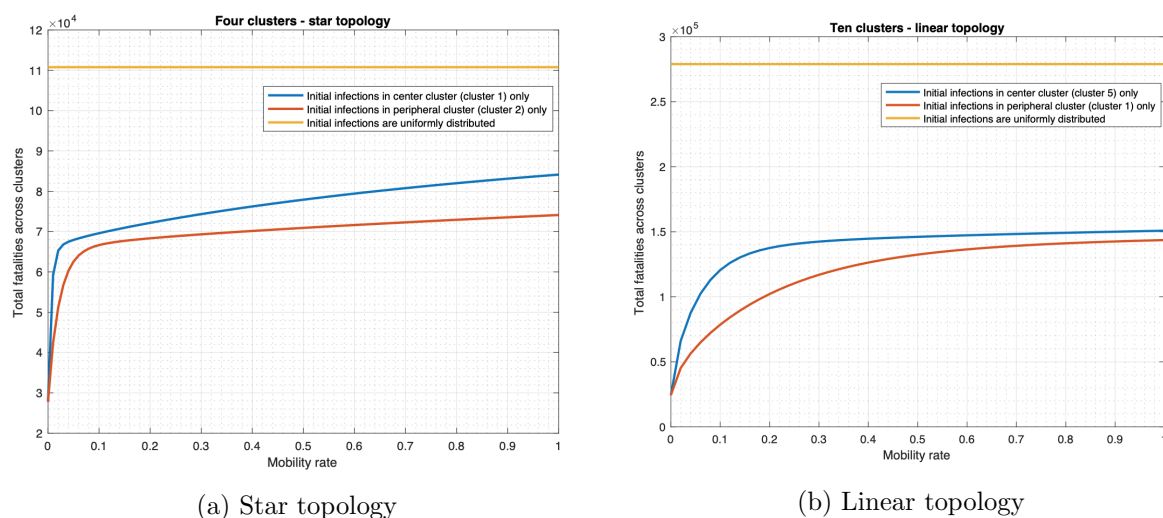 Four clusters - star topology
×10⁴
12
11
10
9
8
7
6
5
4
3
2
Total fatalities across clusters
Initial infections in center cluster (cluster 1) only
Initial infections in peripheral cluster (cluster 2) only
Initial infections are uniformly distributed
0 0.1 0.2 0.3 0.4 0.5 0.6 0.7 0.8 0.9 1
Mobility rate
(a) Star topology
Ten clusters - linear topology
×10⁵
3
2.5
2
1.5
1
0.5
0
Total fatalities across clusters
Initial infections in center cluster (cluster 5) only
Initial infections in peripheral cluster (cluster 1) only
Initial infections are uniformly distributed
0 0.1 0.2 0.3 0.4 0.5 0.6 0.7 0.8 0.9 1
Mobility rate
(b) Linear topology